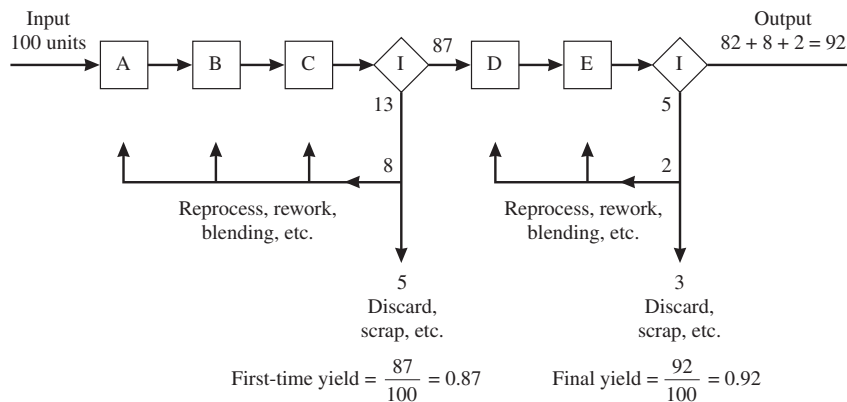 Input
100 units
A
B
C
I
87
D
E
I
Output
82 + 8 + 2 = 92
13
5
8
2
Reprocess, rework,
blending, etc.
Reprocess, rework,
blending, etc.
5
Discard,
scrap, etc.
3
Discard,
scrap, etc.
First-time yield = 87/100 = 0.87
Final yield = 92/100 = 0.92